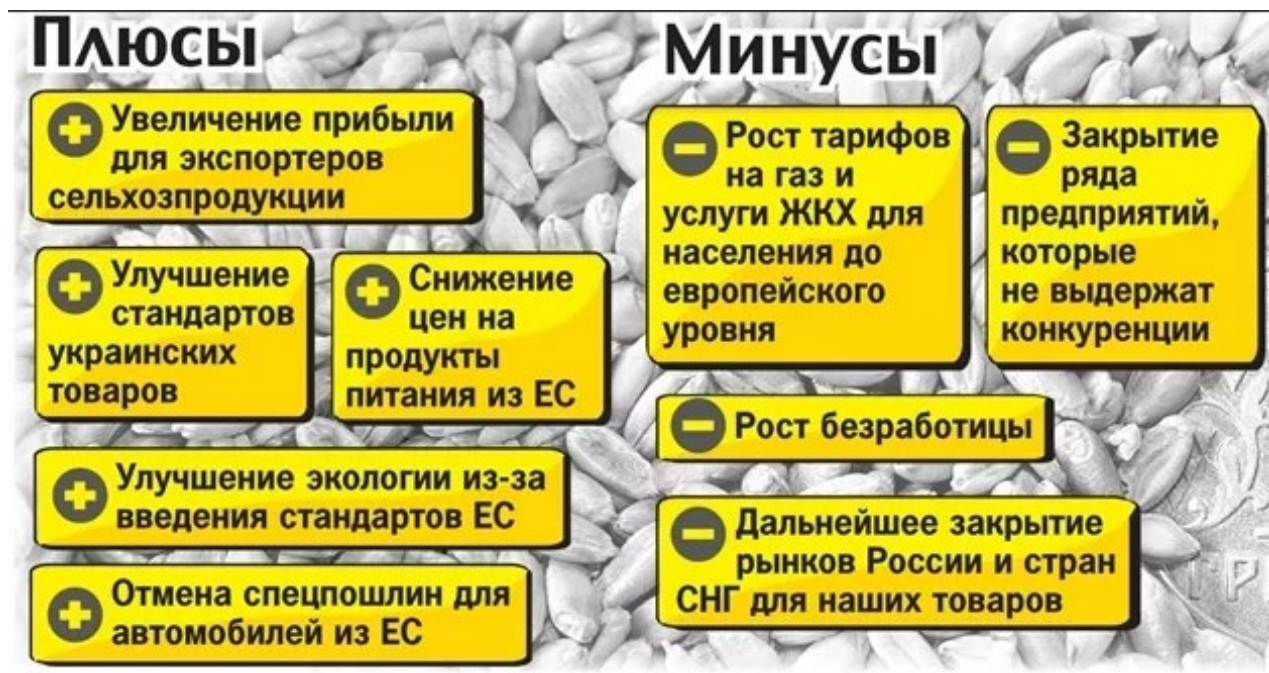 Плюсы
Увеличение прибыли
для экспортеров
сельхозпродукции
Улучшение
стандартов
украинских
товаров
Снижение
цен на
продукты
питания из ЕС
Улучшение экологии из-за
введения стандартов ЕС
Отмена спецпошлин для
автомобилей из ЕС
Минусы
Рост тарифов
на газ и
услуги ЖКХ для
населения до
европейского
уровня
Закрытие
ряда
предприятий,
которые
не выдержат
конкуренции
Рост безработицы
Дальнейшее закрытие
рынков России и стран
СНГ для наших товаров